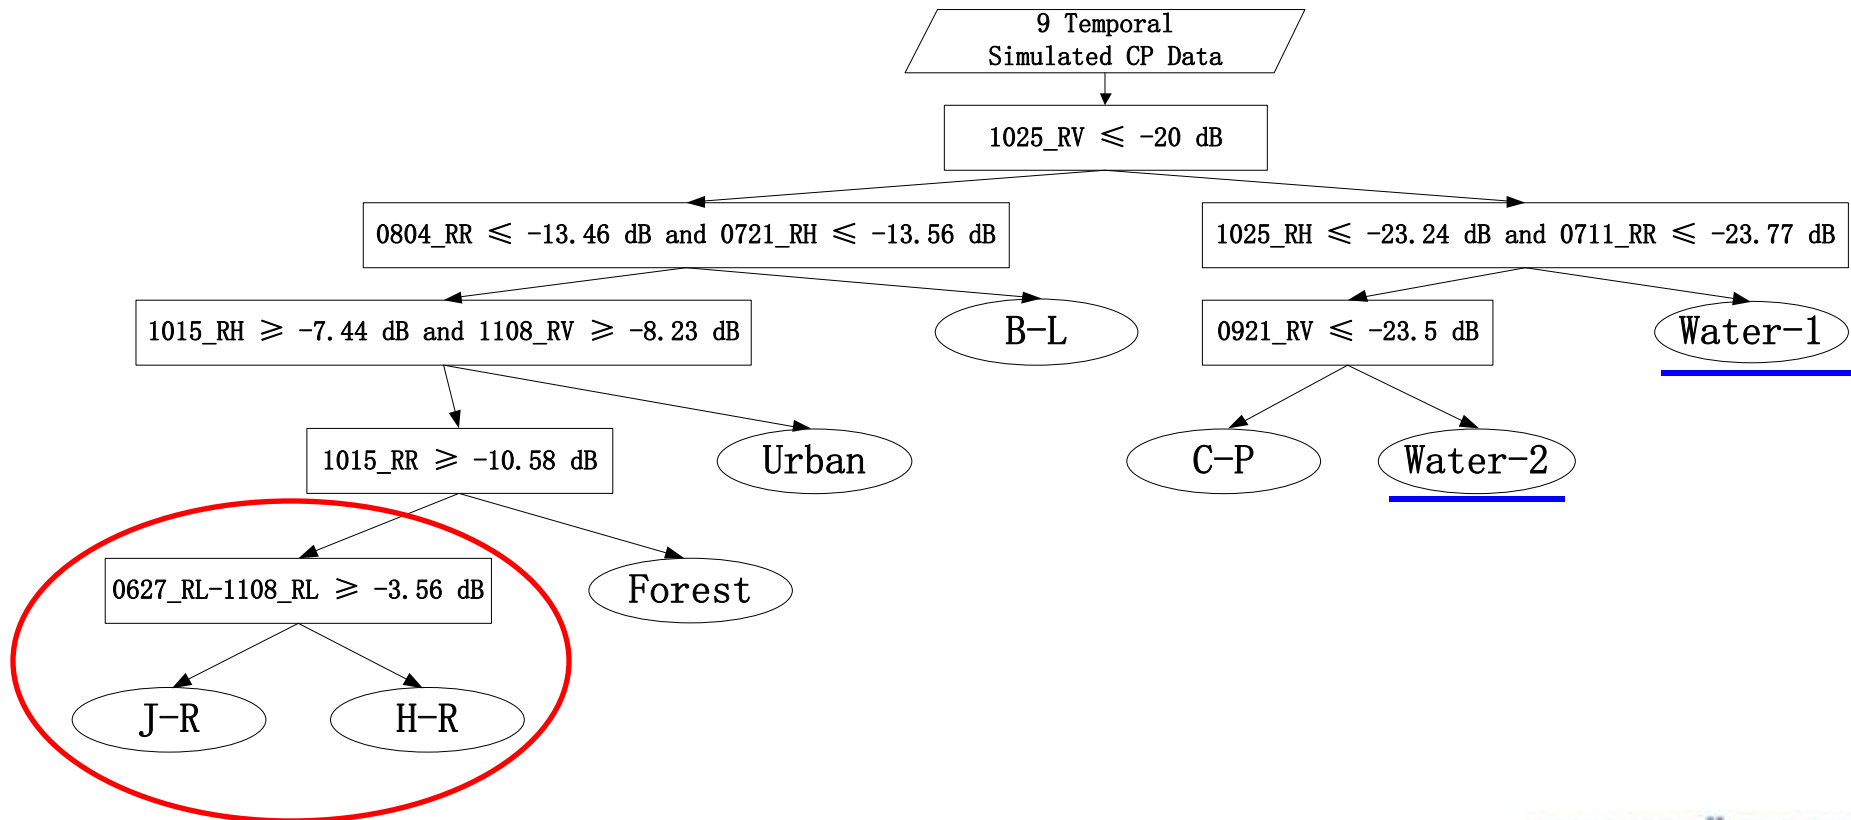 9 Temporal
Simulated CP Data
1025_RV ≤ -20 dB
0804_RR ≤ -13.46 dB and 0721_RH ≤ -13.56 dB
1025_RH ≤ -23.24 dB and 0711_RR ≤ -23.77 dB
1015_RH ≥ -7.44 dB and 1108_RV ≥ -8.23 dB
B-L
0921_RV ≤ -23.5 dB
Water-1
1015_RR ≥ -10.58 dB
Urban
C-P
Water-2
0627_RL-1108_RL ≥ -3.56 dB
Forest
J-R
H-R